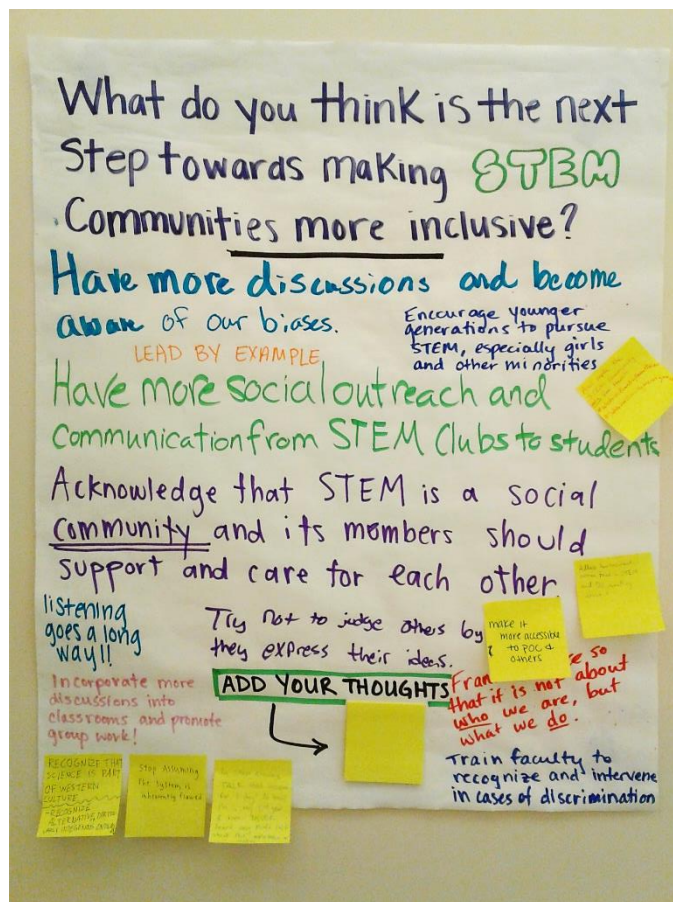 What do you think is the next
Step towards making STEM
Communities more inclusive?
Have more discussions and become
aware of our biases.
Encourage younger
generations to pursue
STEM, especially girls
and other minorities
LEAD BY EXAMPLE
Have more social outreach and
communication from STEM Clubs to students
Acknowledge that STEM is a social
community and its members should
support and care for each other
listening
goes a long
way!!
Try not to judge others by
they express their ideas.
make it
more accessible
to POC &
others
Incorporate more
discussions into
classrooms and promote
group work!
ADD YOUR THOUGHTS
so
that it is not about
who we are, but
what we do.
Train faculty to
recognize and intervene
in cases of discrimination
RECOGNIZE THAT
SCIENCE IS PART
OF WESTERN
CULTURE
RECOGNIZE
Stop Assuming
the system is